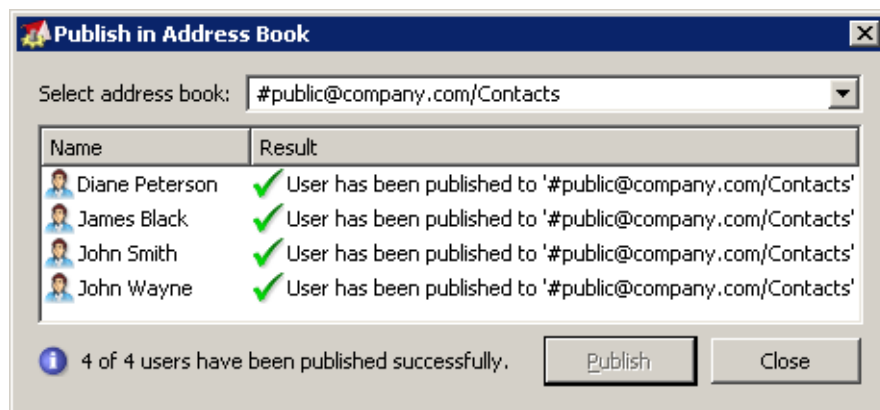 Publish in Address Book
Select address book: #public@company.com/Contacts
Name Result
Diane Peterson User has been published to '#public@company.com/Contacts'
James Black User has been published to '#public@company.com/Contacts'
John Smith User has been published to '#public@company.com/Contacts'
John Wayne User has been published to '#public@company.com/Contacts'
4 of 4 users have been published successfully. Publish Close